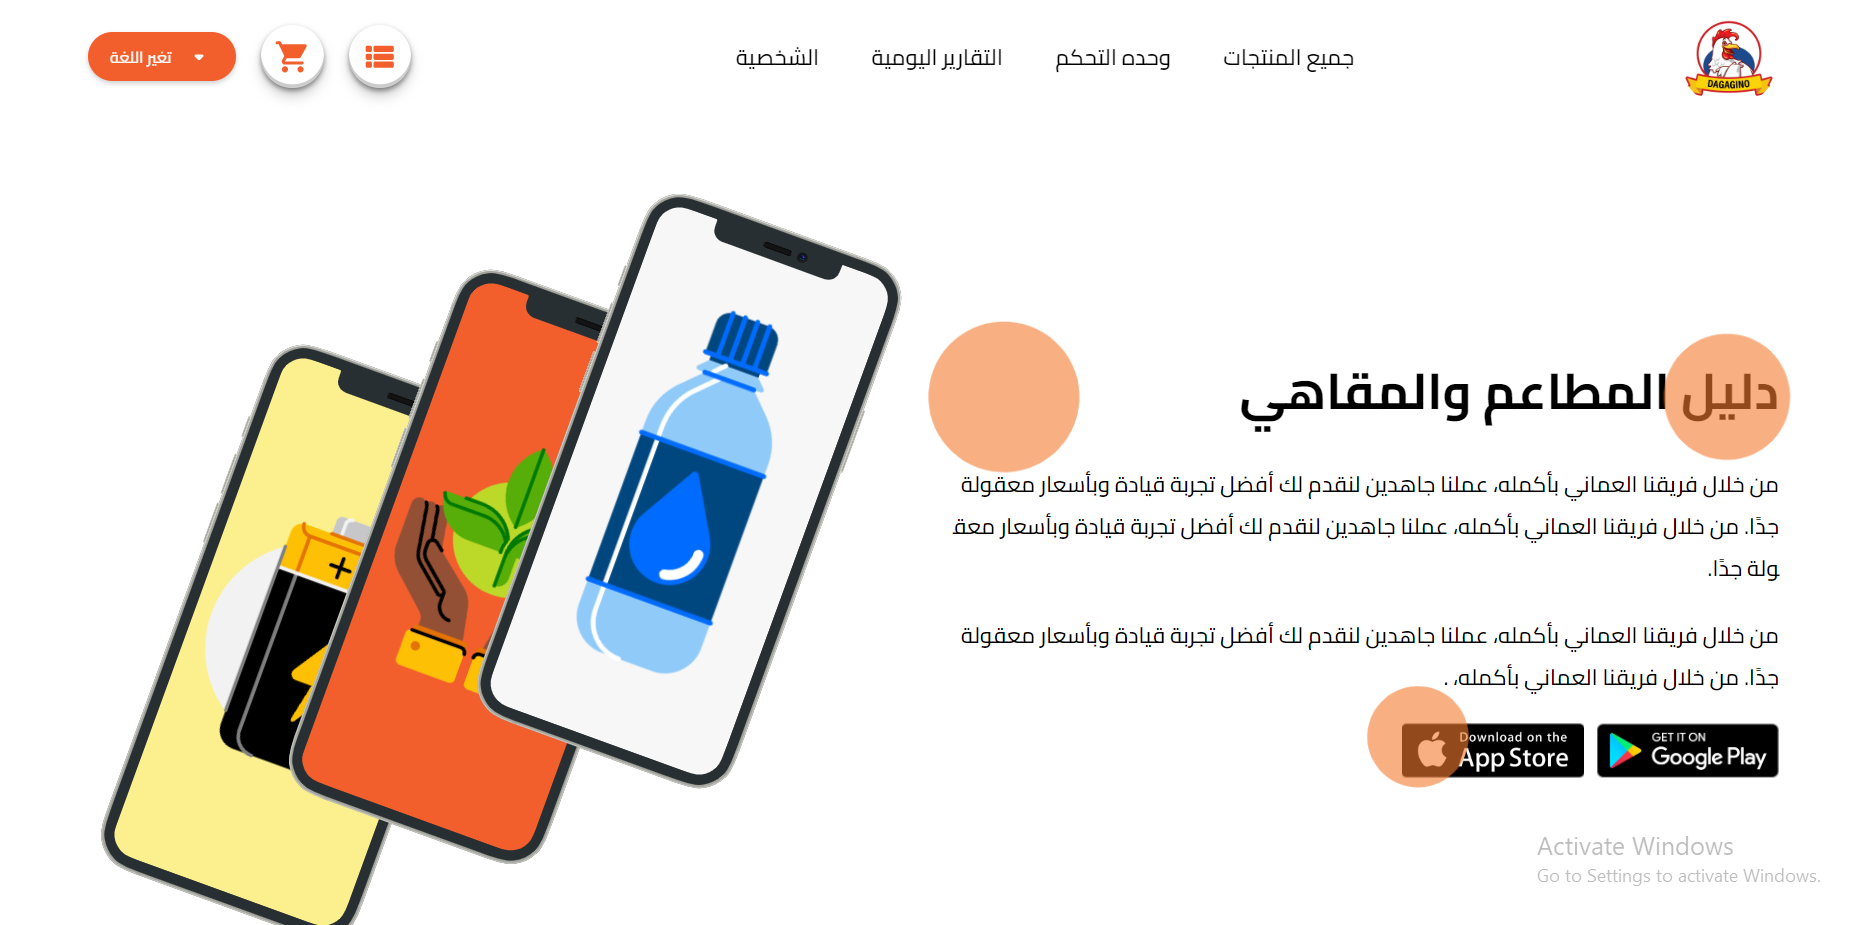 DAGAGINO
جميع المنتجات
وحده التحكم
التقارير اليومية
الشخصية
تغير اللغة
دليل المطاعم والمقاهي
من خلال فريقنا العماني بأكمله، عملنا جاهدين لنقدم لك أفضل تجربة قيادة وبأسعار معقولة
جدًا. من خلال فريقنا العماني بأكمله، عملنا جاهدين لنقدم لك أفضل تجربة قيادة وبأسعار معق
ولة جدًا.
من خلال فريقنا العماني بأكمله، عملنا جاهدين لنقدم لك أفضل تجربة قيادة وبأسعار معقولة
جدًا. من خلال فريقنا العماني بأكمله، .
GET IT ON
Google Play
Download on the
App Store
Activate Windows
Go to Settings to activate Windows.